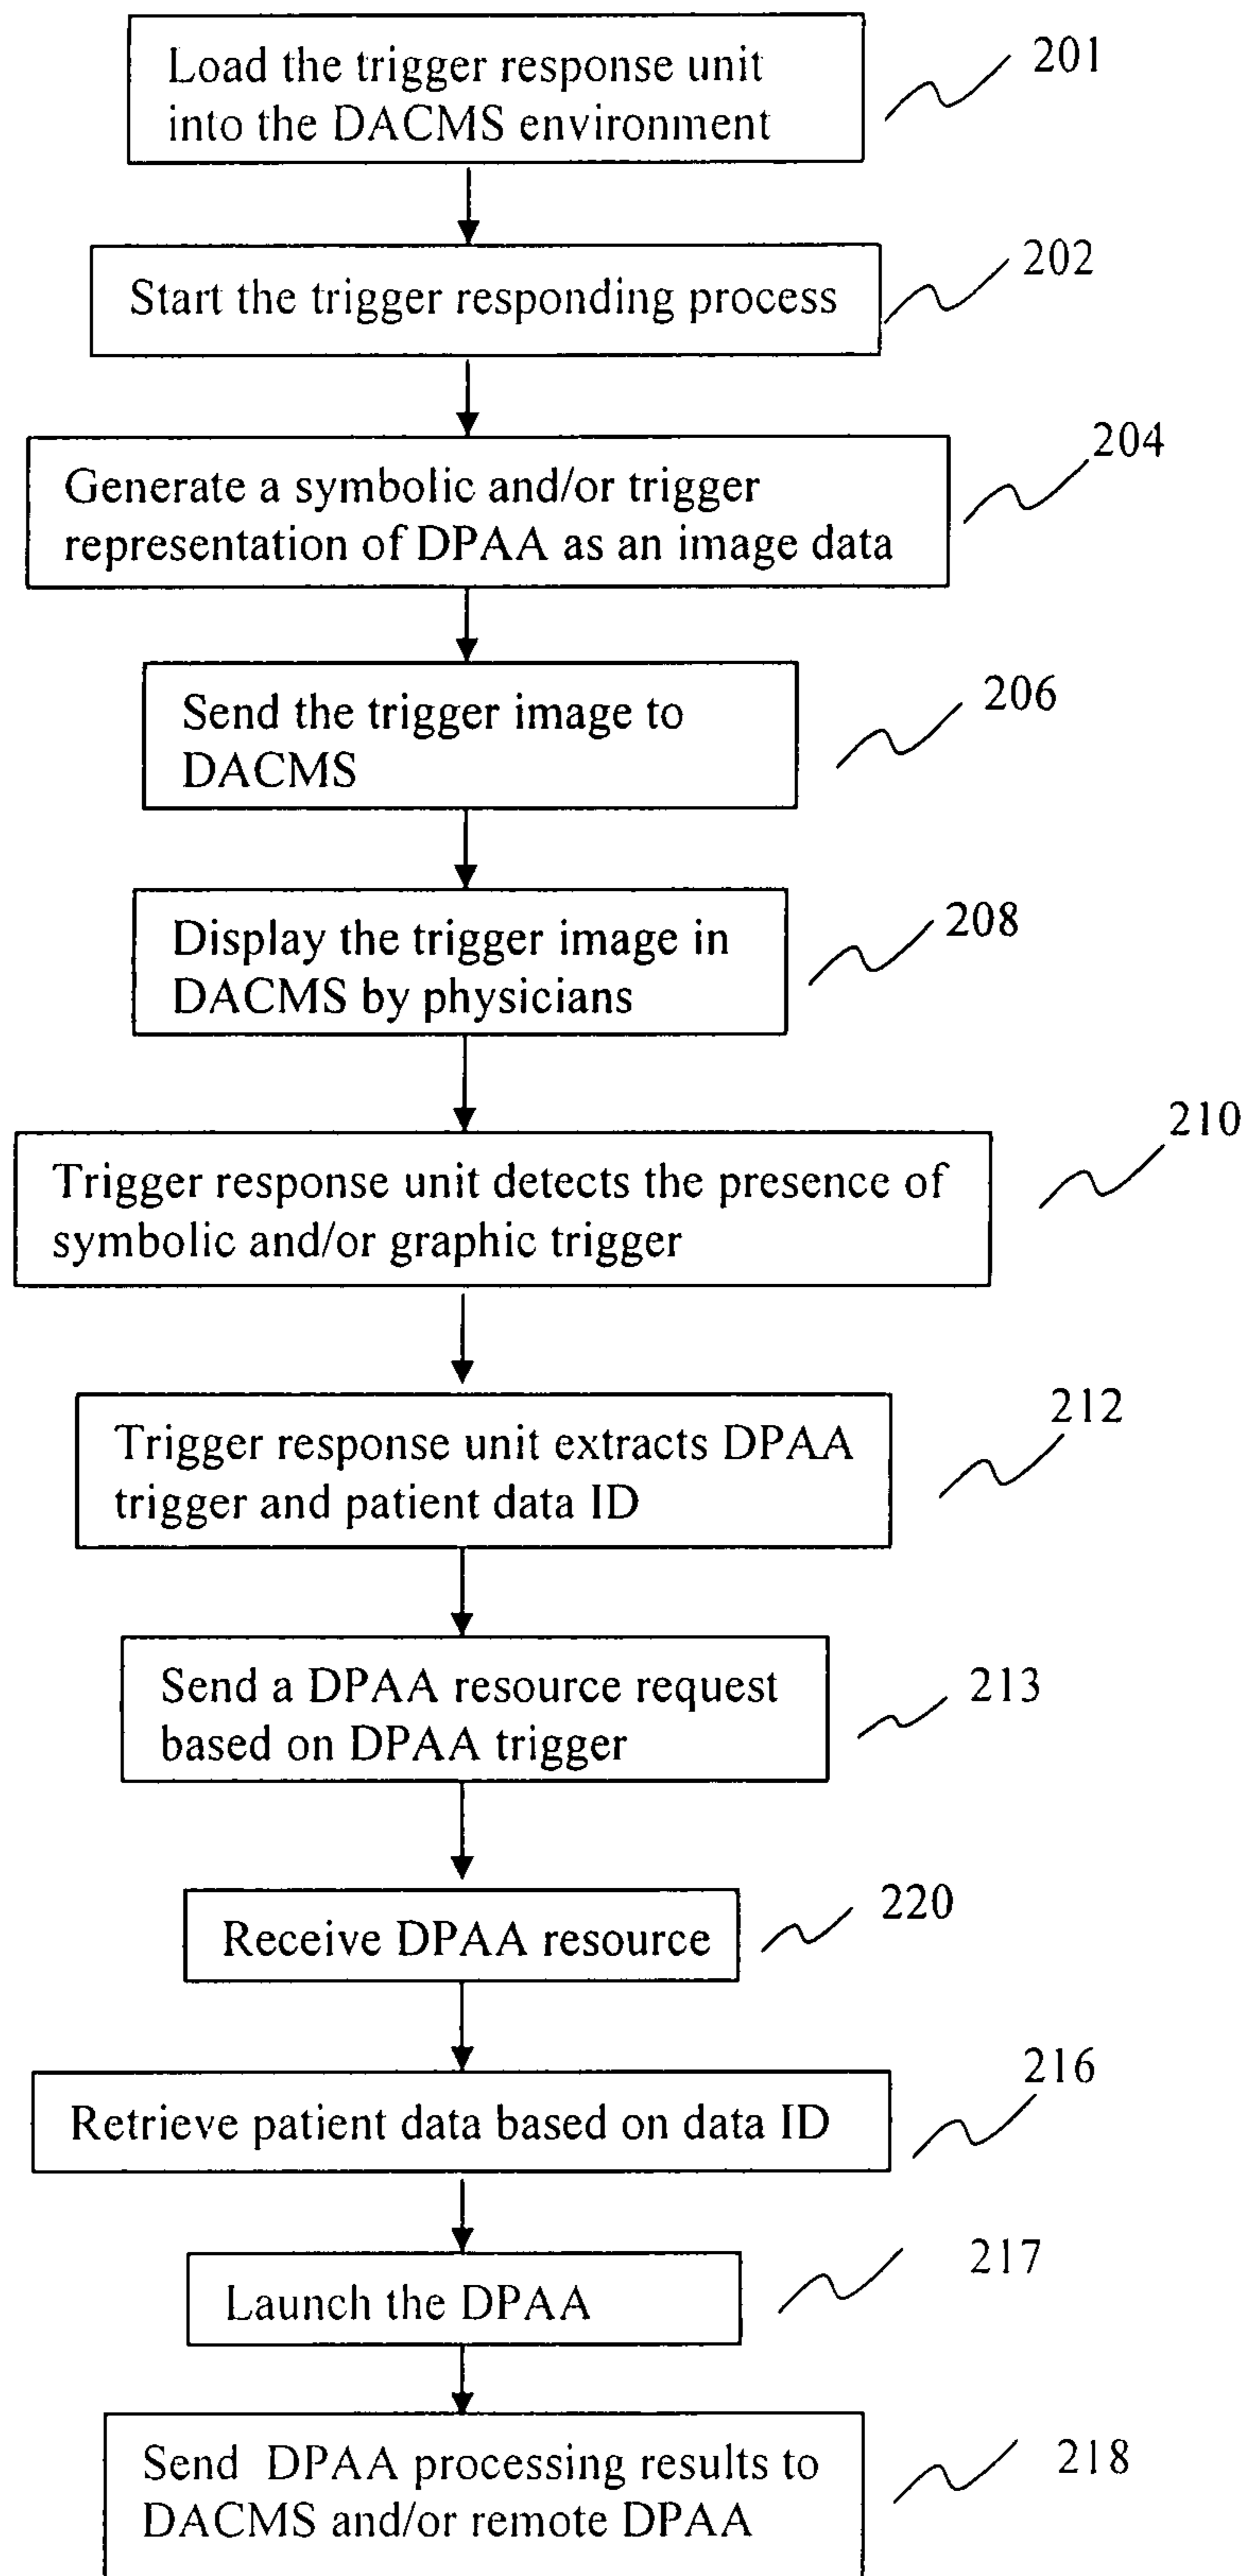 Load the trigger response unit
into the DACMS environment
201
Start the trigger responding process
202
Generate a symbolic and/or trigger
representation of DPAA as an image data
204
Send the trigger image to
DACMS
206
Display the trigger image in
DACMS by physicians
208
Trigger response unit detects the presence of
symbolic and/or graphic trigger
210
Trigger response unit extracts DPAA
trigger and patient data ID
212
Send a DPAA resource request
based on DPAA trigger
213
Receive DPAA resource
220
Retrieve patient data based on data ID
216
Launch the DPAA
217
Send DPAA processing results to
DACMS and/or remote DPAA
218